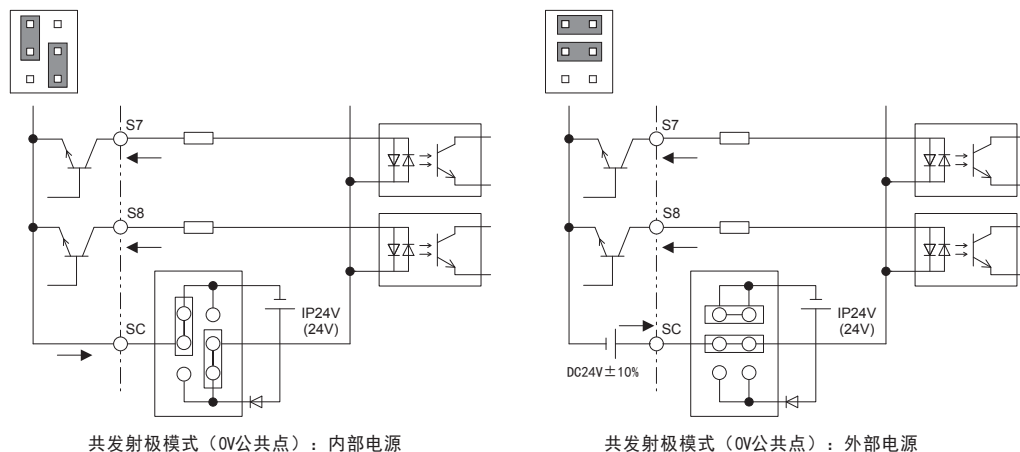 S7
S8
SC
IP24V
(24V)
共发射极模式（0V公共点）：内部电源
S7
S8
SC
IP24V
(24V)
DC24V±10%
共发射极模式（0V公共点）：外部电源